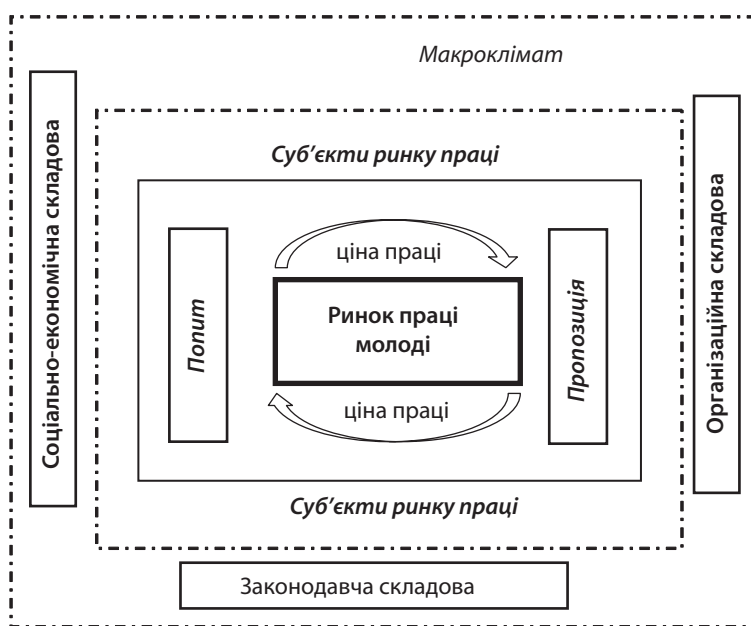 Макроклімат
Соціально-економічна складова
Суб’єкти ринку праці
Організаційна складова
Попит
ціна праці
Ринок праці
молоді
ціна праці
Пропозиція
Суб’єкти ринку праці
Законодавча складова